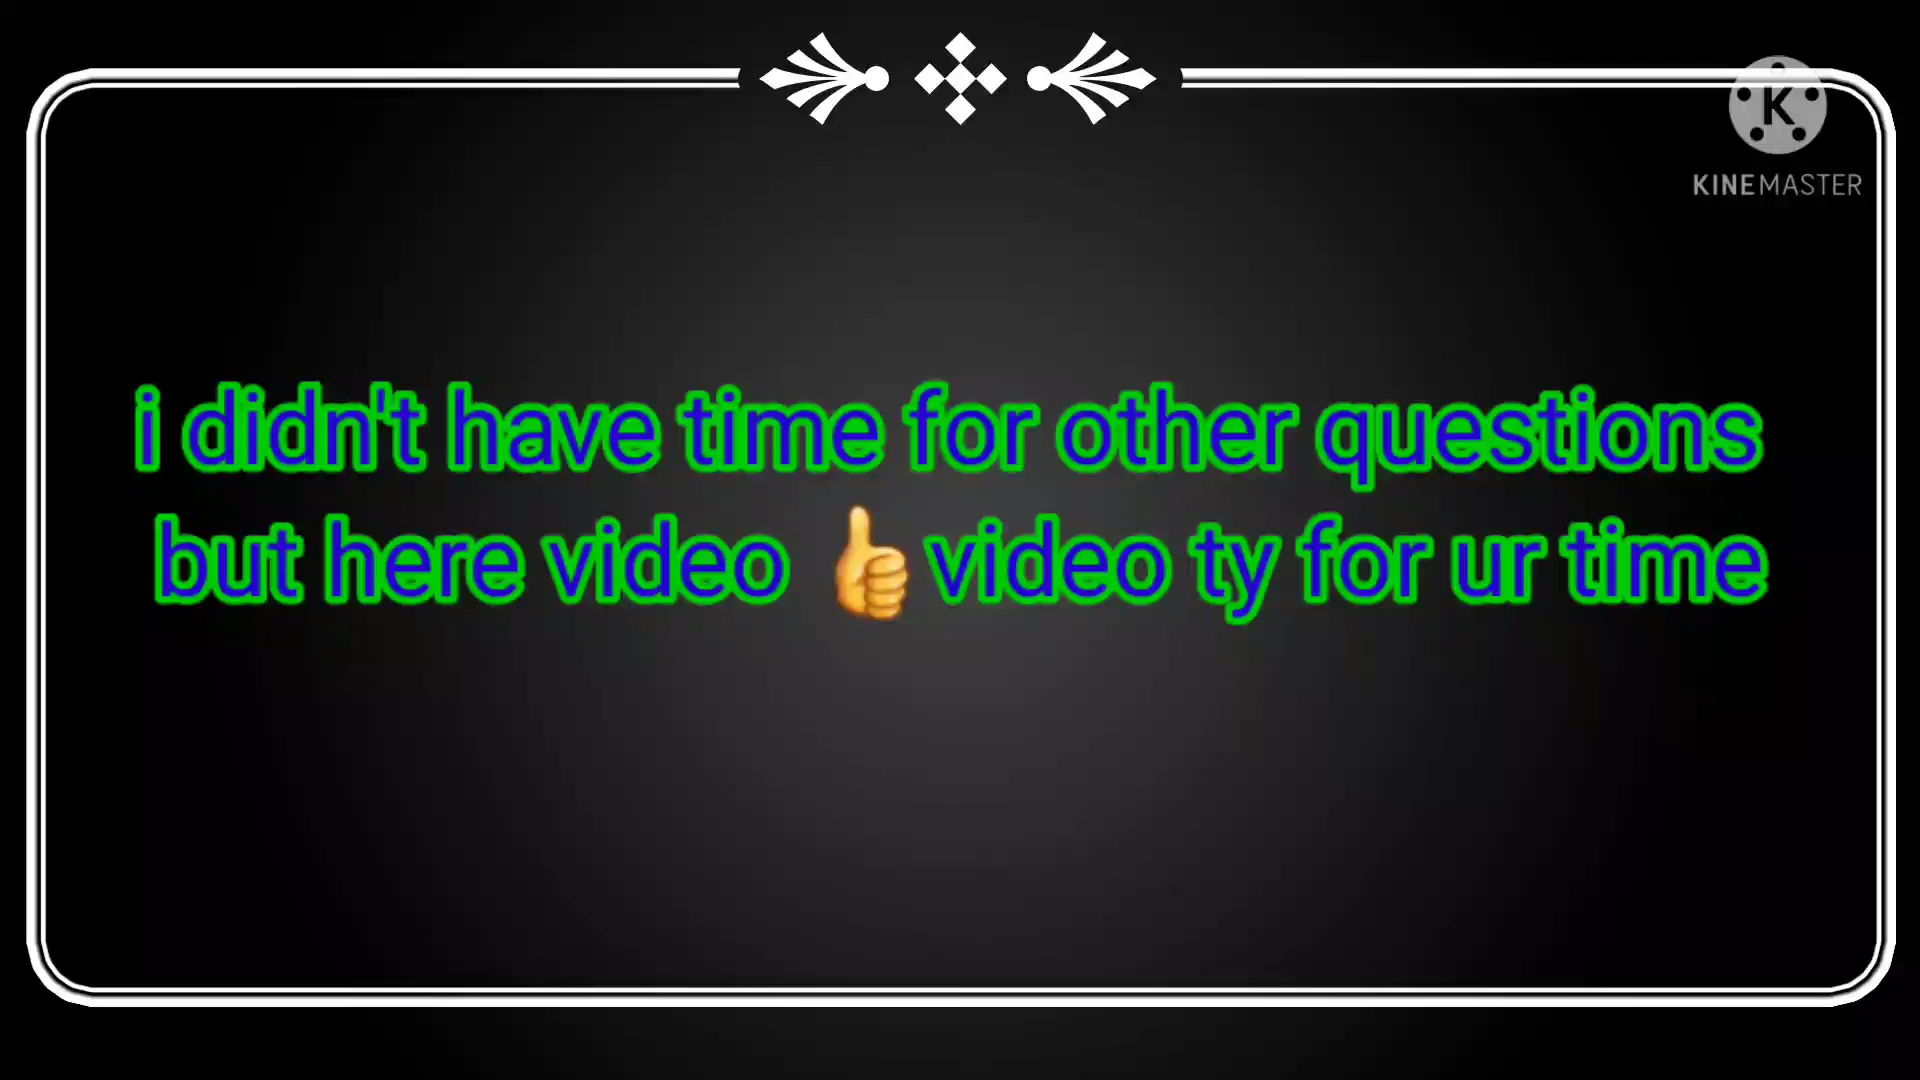 K
KINEMASTER
i didn't have time for other questions
but here video 👍 video ty for ur time